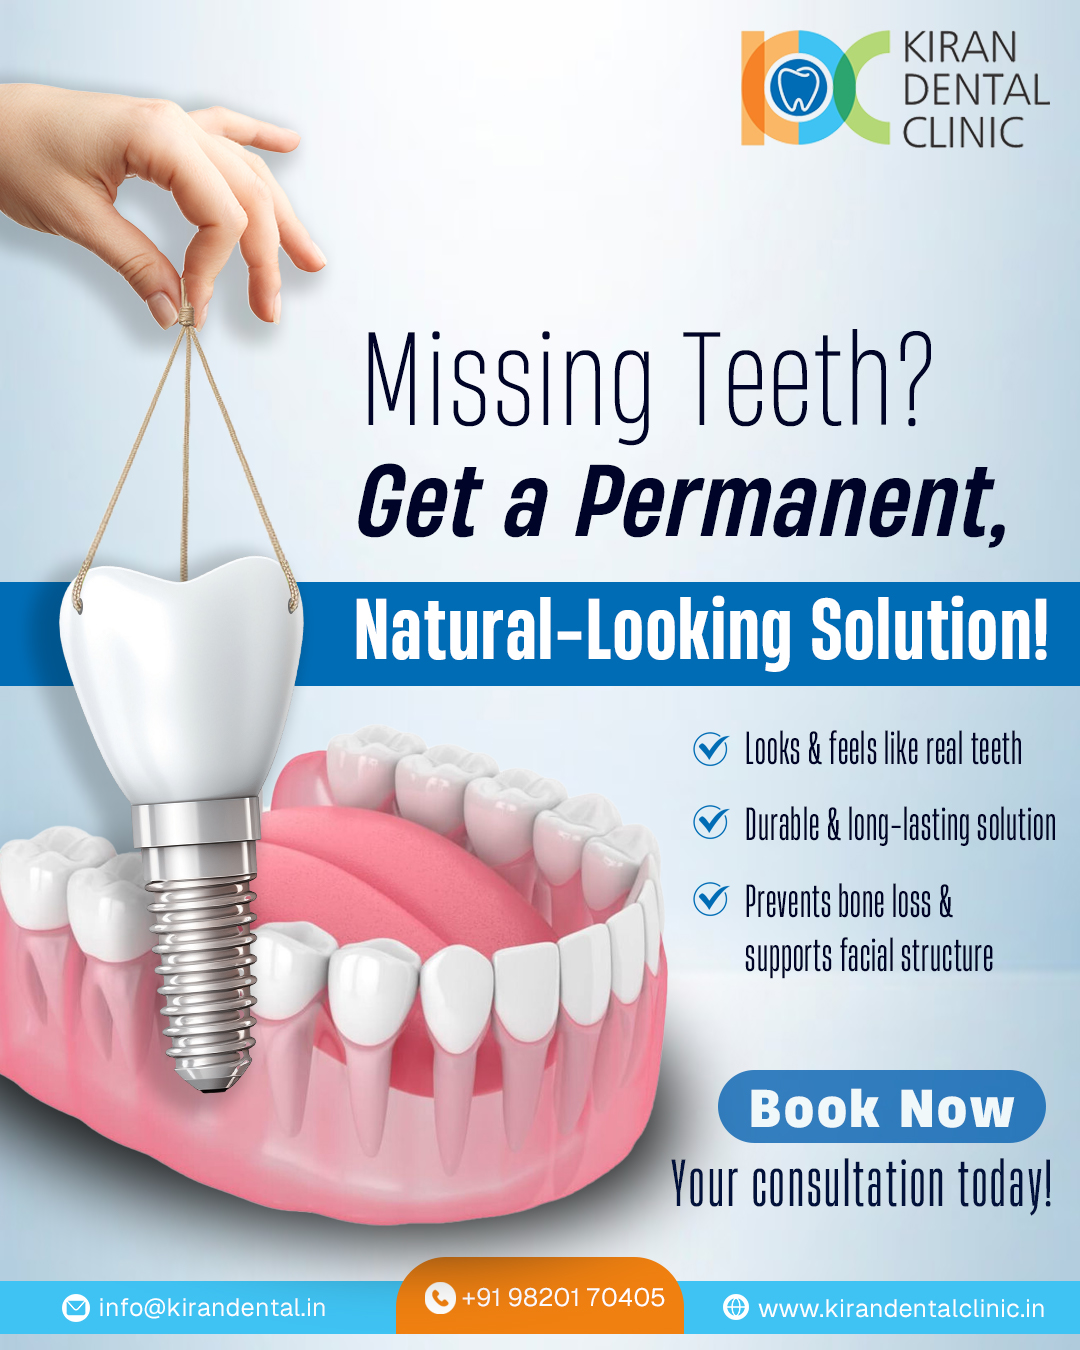 KIRAN
DENTAL
CLINIC
Missing Teeth?
Get a Permanent,
Natural-Looking Solution!
Looks & feels like real teeth
Durable & long-lasting solution
Prevents bone loss &
supports facial structure
Book Now
Your consultation today!
info@kirandental.in
+91 98201 70405
www.kirandentalclinic.in